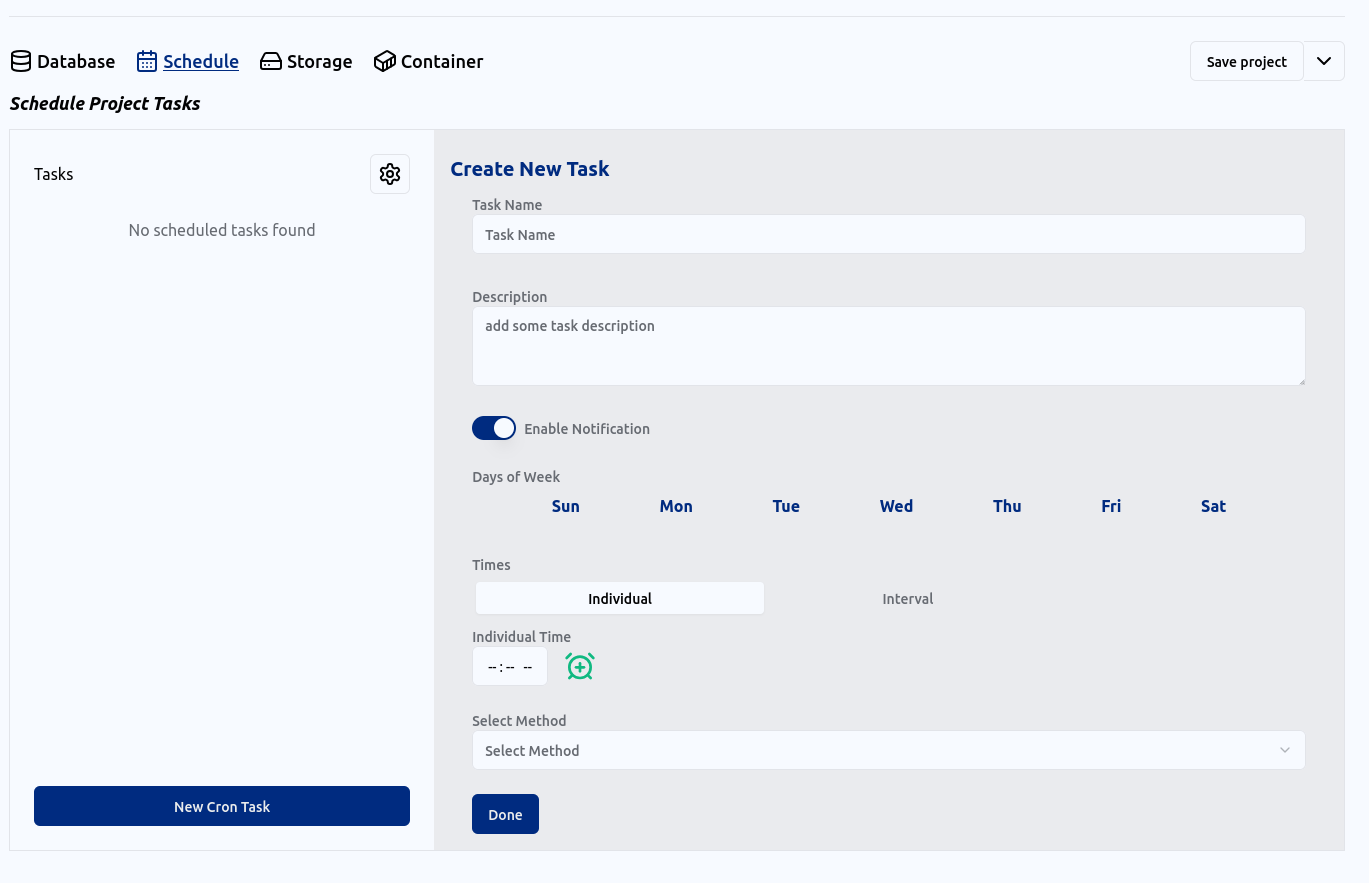 Database Schedule Storage Container Save project
Schedule Project Tasks
Tasks
No scheduled tasks found
New Cron Task
Create New Task
Task Name
Task Name
Description
add some task description
Enable Notification
Days of Week
Sun Mon Tue Wed Thu Fri Sat
Times
Individual Interval
Individual Time
--:-- --
Select Method
Select Method
Done